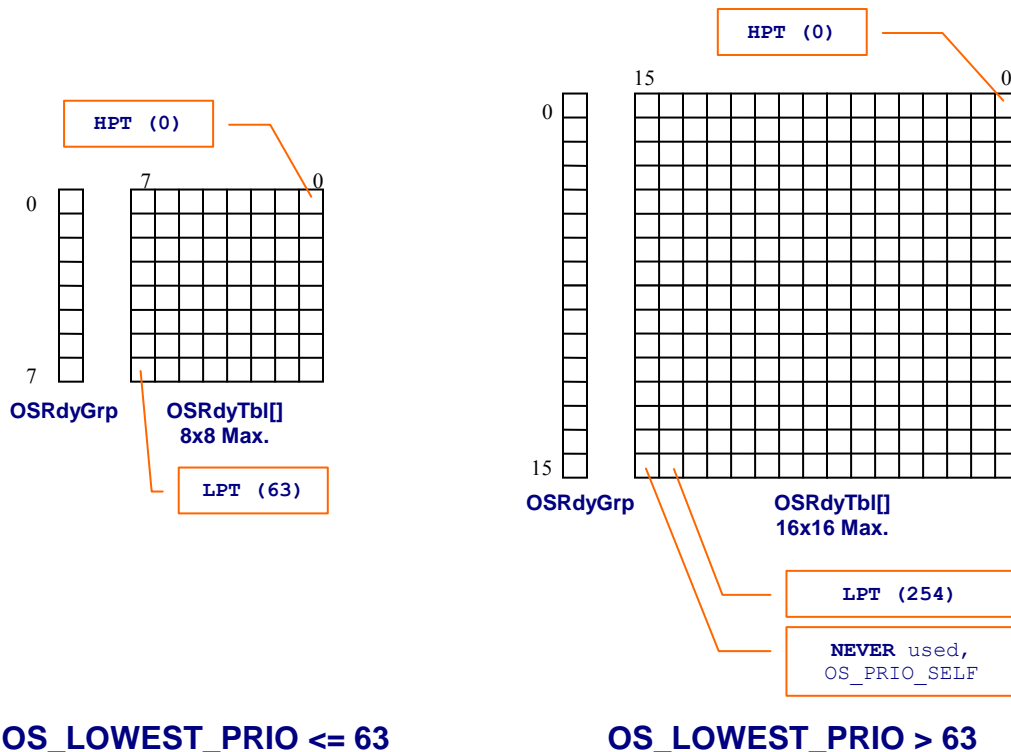 HPT (0)
7
0
0
7
OSRdyGrp
OSRdyTbl[]
8x8 Max.
LPT (63)
OS_LOWEST_PRIO <= 63
HPT (0)
15
0
0
15
OSRdyGrp
OSRdyTbl[]
16x16 Max.
LPT (254)
NEVER used,
OS_PRIO_SELF
OS_LOWEST_PRIO > 63